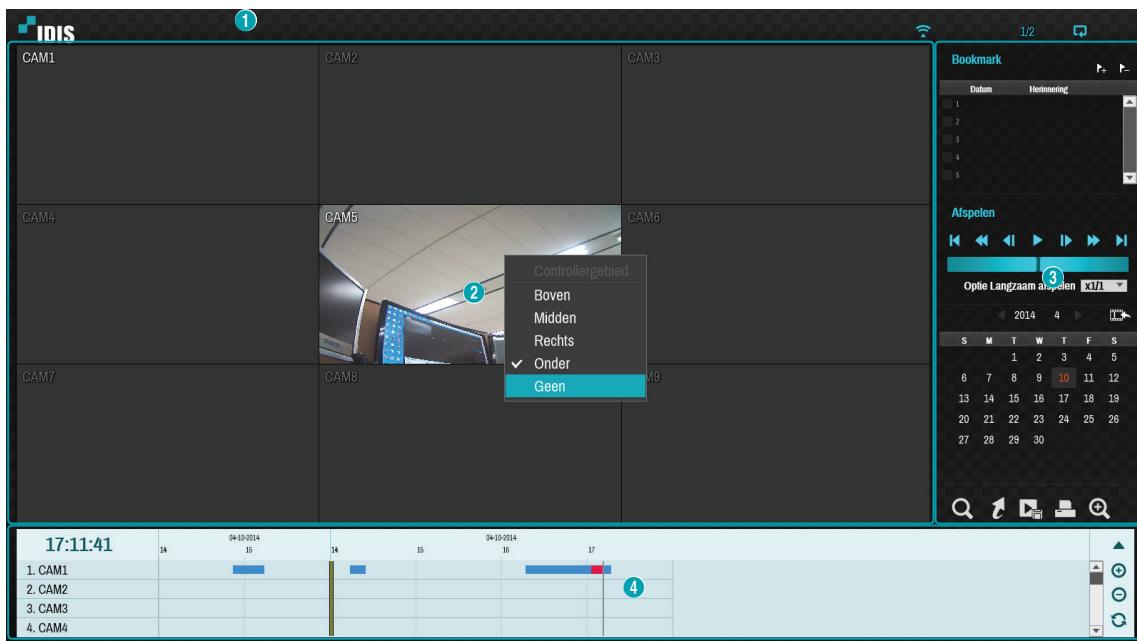 IDIS
1
1/2
CAM1
CAM2
CAM3
CAM4
CAM5
CAM6
CAM7
CAM8
M9
2
Controllergebied
Boven
Midden
Rechts
Onder
Geen
Bookmark
Datum Herinnering
1
2
3
4
5
Afspelen
3
Optie Langzaam afspelen x1/1
2014 4
S M T W T F S
1 2 3 4 5
6 7 8 9 10 11 12
13 14 15 16 17 18 19
20 21 22 23 24 25 26
27 28 29 30
17:11:41
04-10-2014 04-10-2014
14 15 14 15 16 17
1. CAM1
2. CAM2
3. CAM3
4. CAM4
4